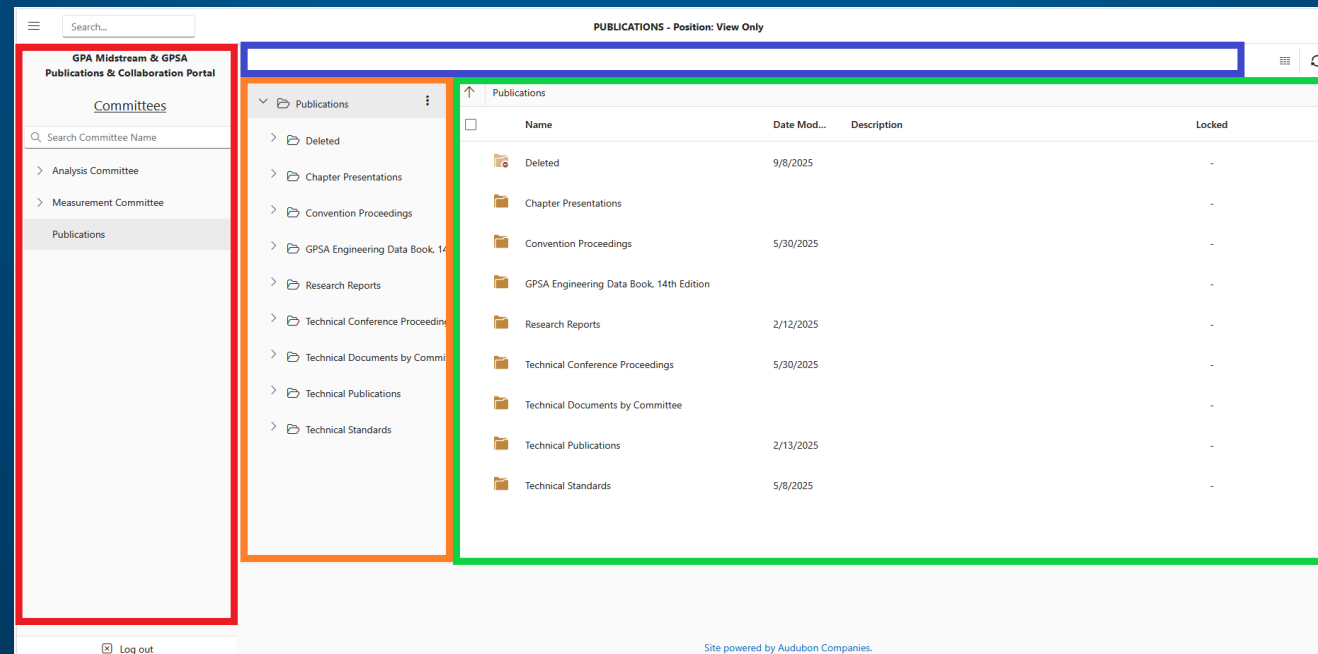 Search...
PUBLICATIONS - Position: View Only
GPA Midstream & GPSA
Publications & Collaboration Portal
Committees
Search Committee Name
Analysis Committee
Measurement Committee
Publications
Log out
Publications
Deleted
Chapter Presentations
Convention Proceedings
GPSA Engineering Data Book, 14
Research Reports
Technical Conference Proceeding
Technical Documents by Commi
Technical Publications
Technical Standards
Publications
Name Date Mod... Description Locked
Deleted 9/8/2025 -
Chapter Presentations -
Convention Proceedings 5/30/2025 -
GPSA Engineering Data Book, 14th Edition -
Research Reports 2/12/2025 -
Technical Conference Proceedings 5/30/2025 -
Technical Documents by Committee -
Technical Publications 2/13/2025 -
Technical Standards 5/8/2025 -
Site powered by Audubon Companies.